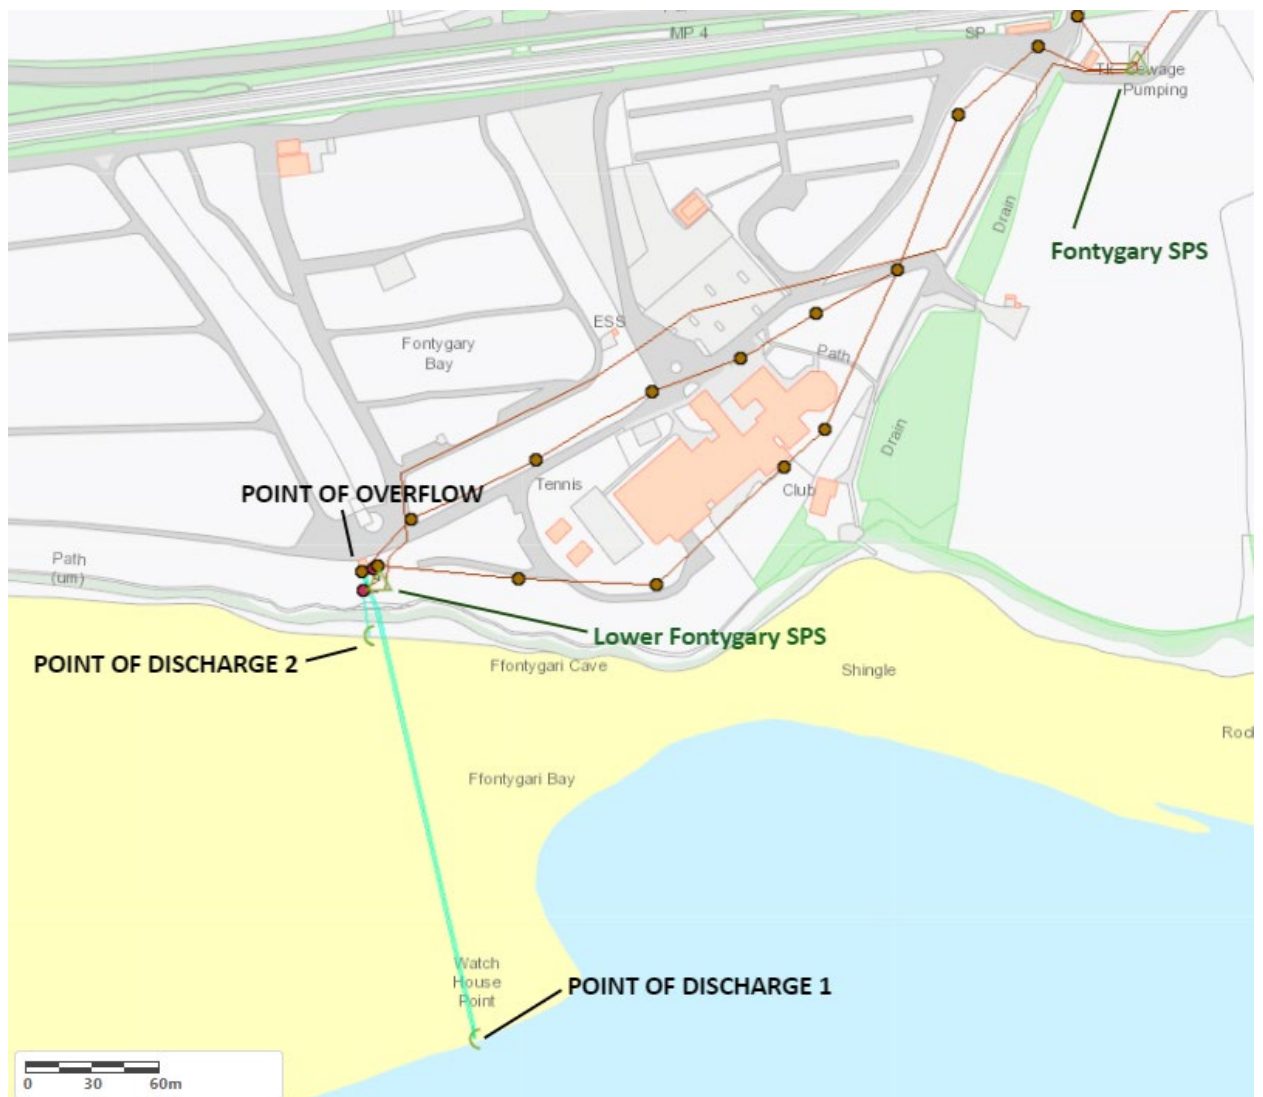 MP 4
SP
Sewage
Pumping
Drain
Fontygary SPS
ESS
Fontygary
Bay
Path
Drain
POINT OF OVERFLOW
Tennis
Club
Path
(um)
Lower Fontygary SPS
POINT OF DISCHARGE 2
Ffontygari Cave
Shingle
Ffontygari Bay
Watch
House
Point
POINT OF DISCHARGE 1
0 30 60m